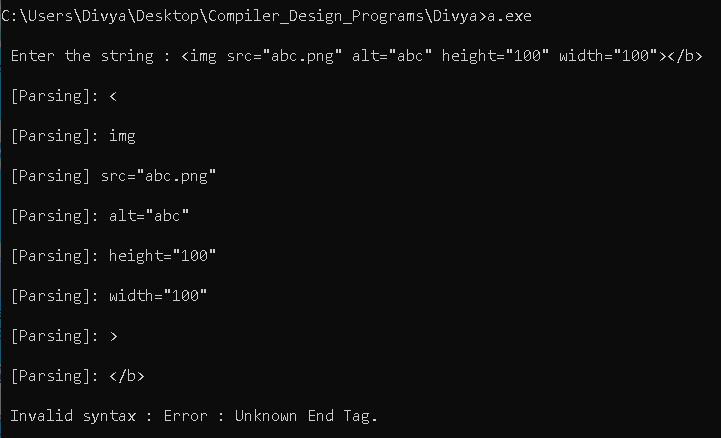 C:\Users\Divya\Desktop\Compiler_Design_Programs\Divya>a.exe
Enter the string : <img src="abc.png" alt="abc" height="100" width="100"></b>
[Parsing]: <
[Parsing]: img
[Parsing] src="abc.png"
[Parsing]: alt="abc"
[Parsing]: height="100"
[Parsing]: width="100"
[Parsing]: >
[Parsing]: </b>
Invalid syntax : Error : Unknown End Tag.